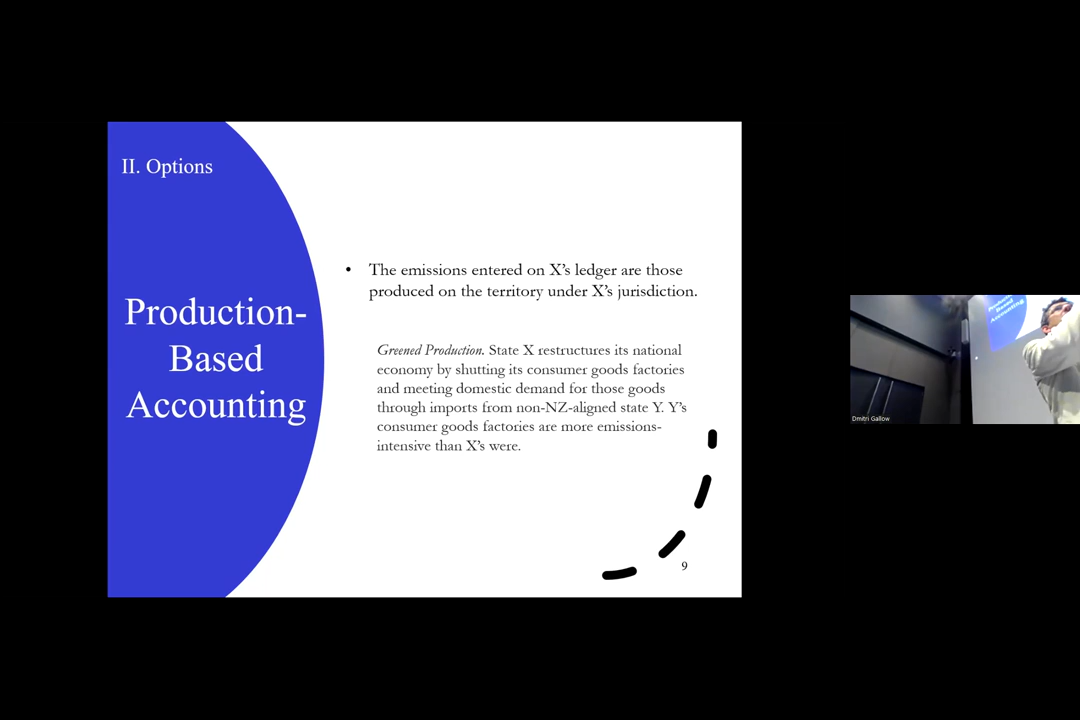 II. Options
Production-
Based
Accounting
• The emissions entered on X’s ledger are those
produced on the territory under X’s jurisdiction.
Greened Production. State X restructures its national
economy by shutting its consumer goods factories
and meeting domestic demand for those goods
through imports from non-NZ-aligned state Y. Y’s
consumer goods factories are more emissions-
intensive than X’s were.
9
Production-
Based
Accounting
Dmitri Gallow